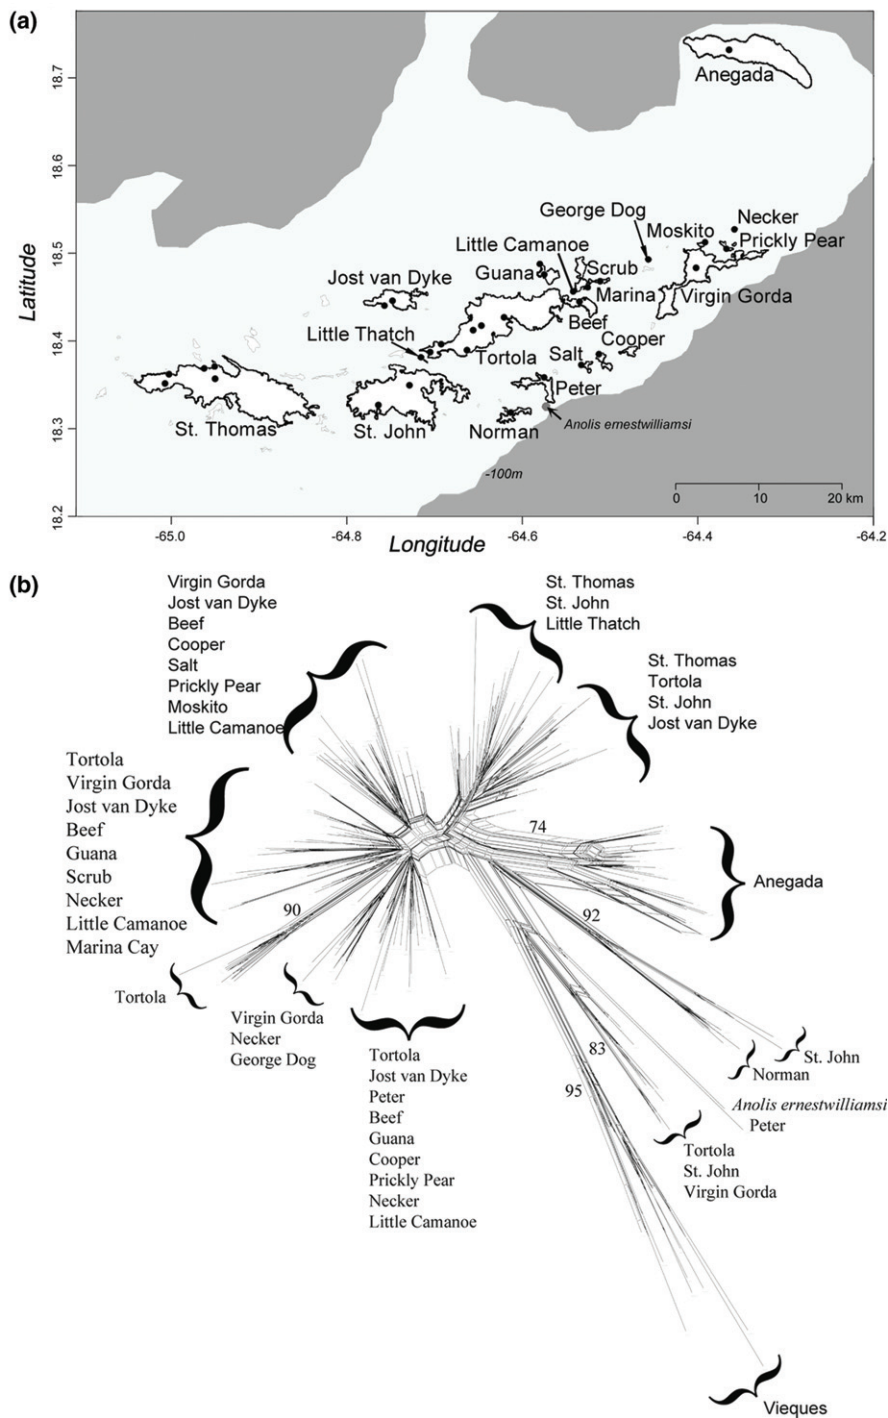 (a)
Anegada
George Dog
Necker
Moskito
Prickly Pear
Little Camanoe
Scrub
Guana
Jost van Dyke
Marina
Virgin Gorda
Beef
Little Thatch
Cooper
Tortola
Salt
Peter
St. Thomas
St. John
Norman
Anolis ernestwilliamsi
-100m
0 10 20 km
Latitude
18.7
18.6
18.5
18.4
18.3
18.2
-65.0 -64.8 -64.6 -64.4 -64.2
Longitude
(b)
Virgin Gorda
Jost van Dyke
Beef
Cooper
Salt
Prickly Pear
Moskito
Little Camanoe
St. Thomas
St. John
Little Thatch
St. Thomas
Tortola
St. John
Jost van Dyke
Tortola
Virgin Gorda
Jost van Dyke
Beef
Guana
Scrub
Necker
Little Camanoe
Marina Cay
74
Anegada
90
92
Tortola
Virgin Gorda
Necker
George Dog
Tortola
Jost van Dyke
Peter
Beef
Guana
Cooper
Prickly Pear
Necker
Little Camanoe
83
95
St. John
Norman
Anolis ernestwilliamsi
Peter
Tortola
St. John
Virgin Gorda
Vieques